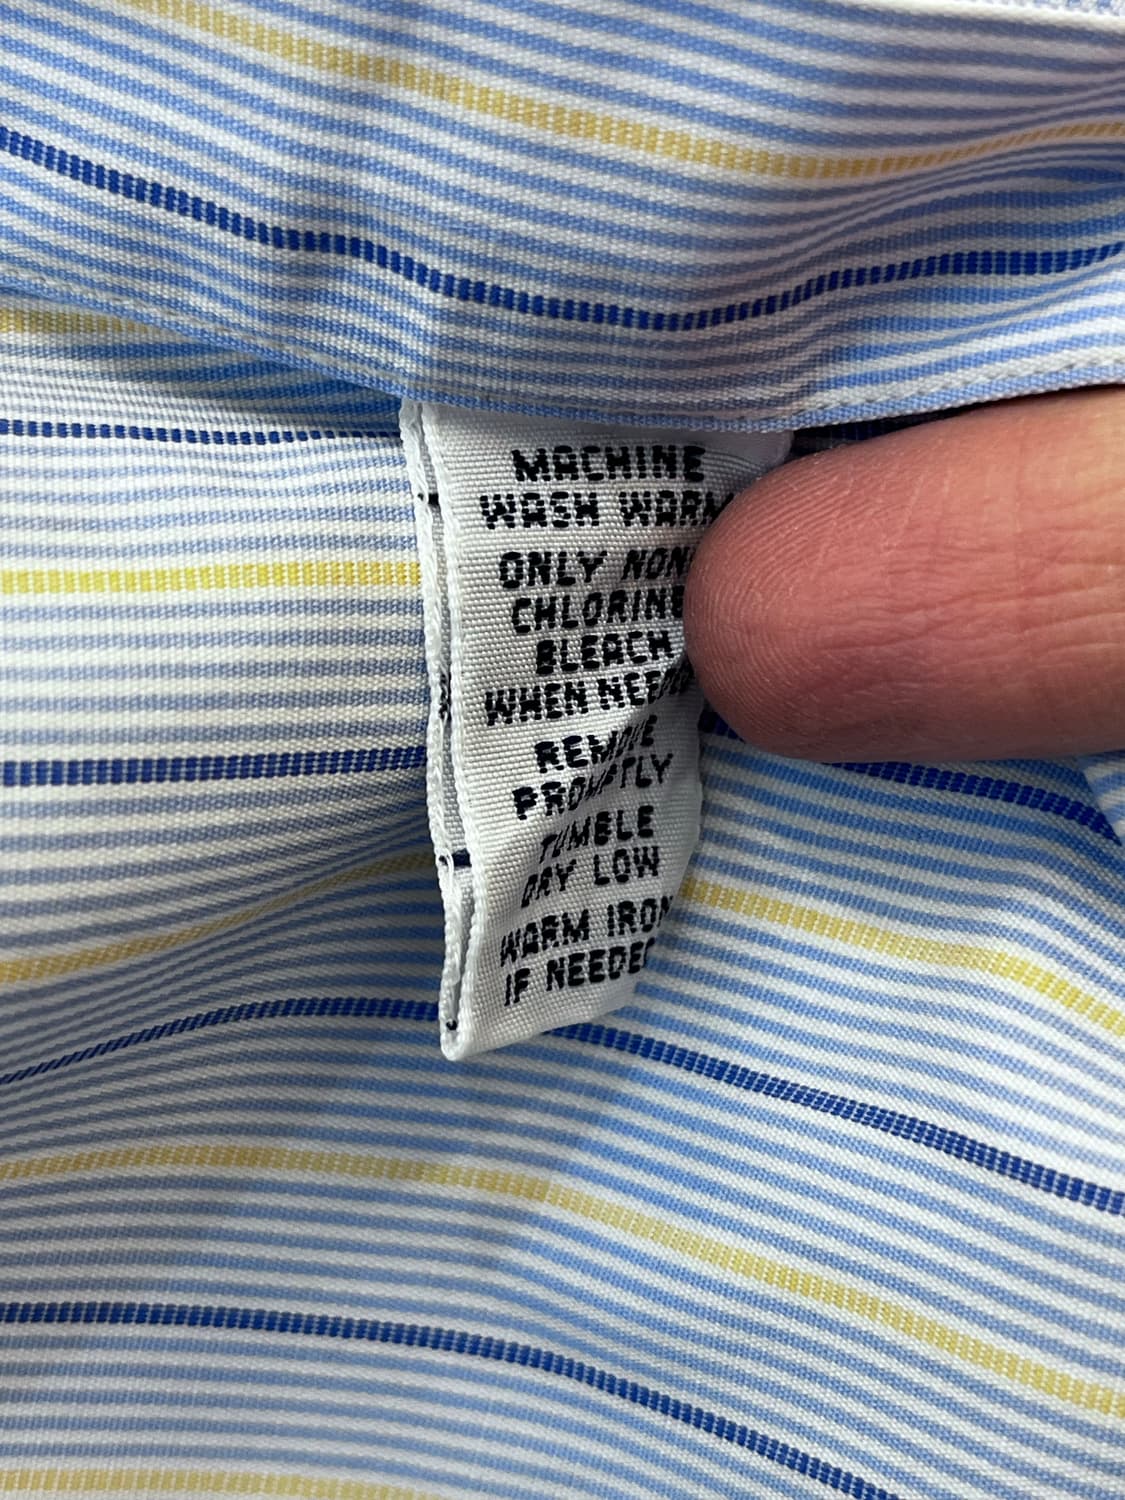 MACHINE
WASH WARM
ONLY NON
CHLORINE
BLEACH
WHEN NEEDED
REMOVE
PROMPTLY
TUMBLE
DRY LOW
WARM IRON
IF NEEDED